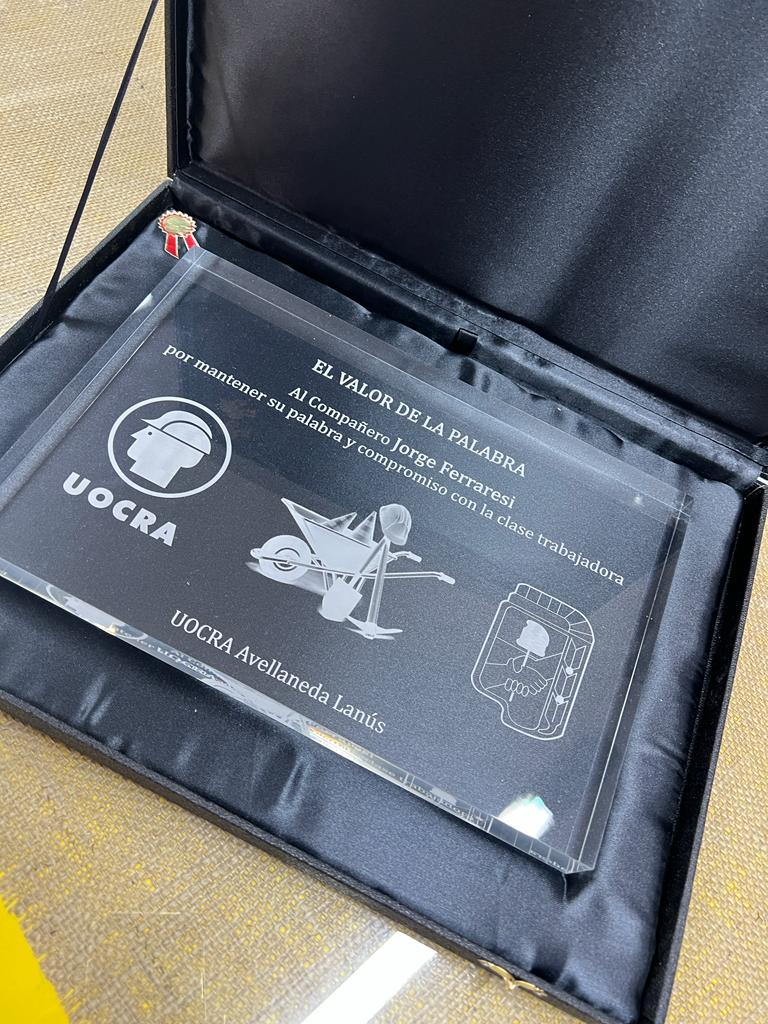 EL VALOR DE LA PALABRA
Al Compañero Jorge Ferraresi
por mantener su palabra y compromiso con la clase trabajadora
UOCRA
UOCRA Avellaneda Lanús